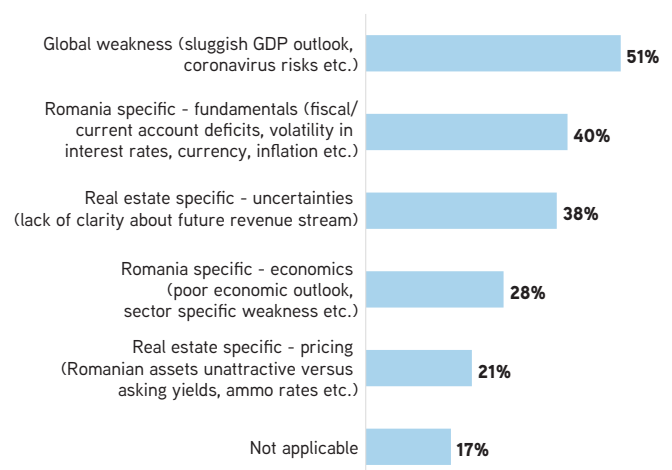 Global weakness (sluggish GDP outlook,
coronavirus risks etc.)
51%
Romania specific - fundamentals (fiscal/
current account deficits, volatility in
interest rates, currency, inflation etc.)
40%
Real estate specific - uncertainties
(lack of clarity about future revenue stream)
38%
Romania specific - economics
(poor economic outlook,
sector specific weakness etc.)
28%
Real estate specific - pricing
(Romanian assets unattractive versus
asking yields, ammo rates etc.)
21%
Not applicable
17%